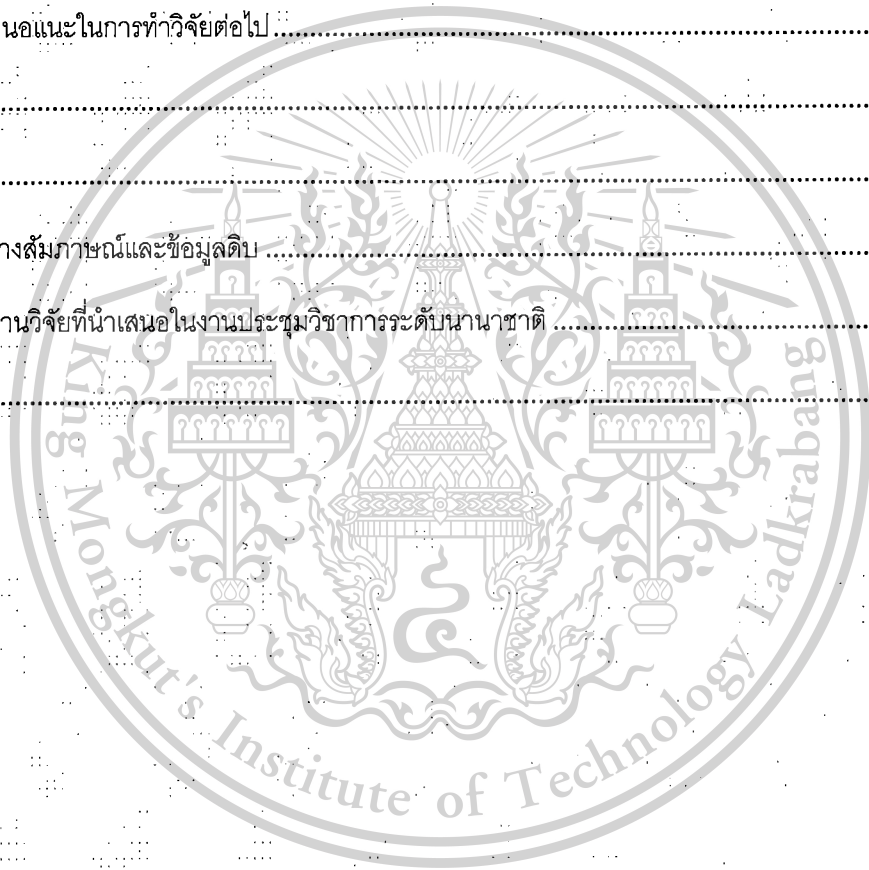 นอแนะในการทำวิจัยต่อไป ................................................................................
................................................................................
................................................................................
างสัมภาษณ์และข้อมูลดิบ ................................................................................
านวิจัยที่นำเสนอในงานประชุมวิชาการระดับนานาชาติ ............................................
................................................................................
King Mongkut's Institute of Technology Ladkrabang